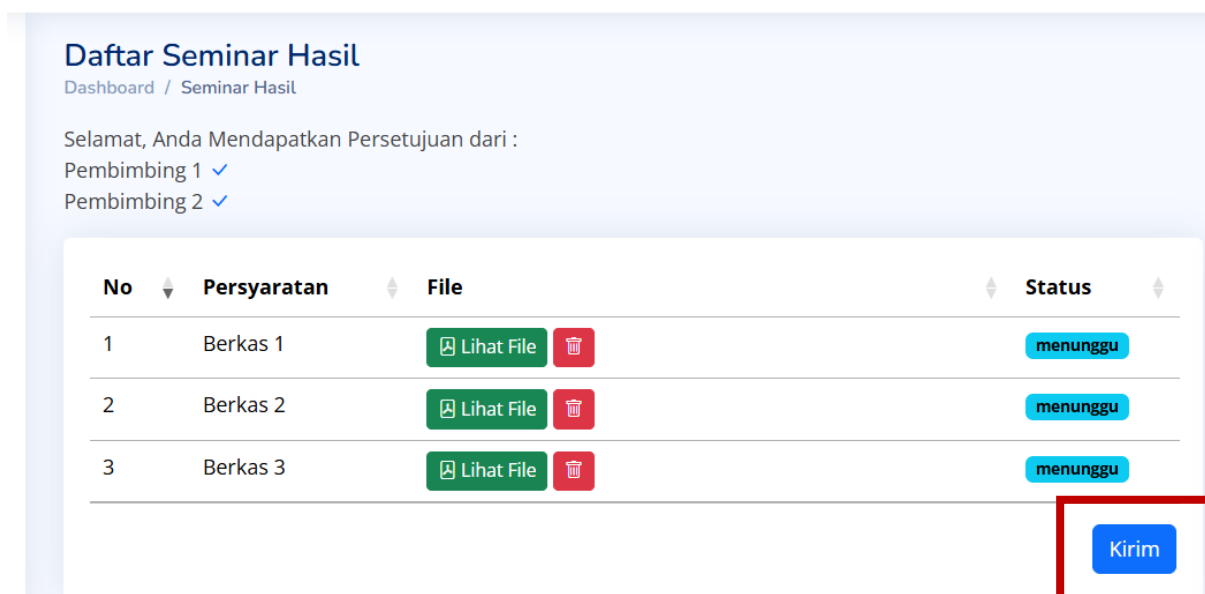 Daftar Seminar Hasil
Dashboard / Seminar Hasil
Selamat, Anda Mendapatkan Persetujuan dari :
Pembimbing 1
Pembimbing 2
No Persyaratan File Status
1 Berkas 1 Lihat File menunggu
2 Berkas 2 Lihat File menunggu
3 Berkas 3 Lihat File menunggu
Kirim